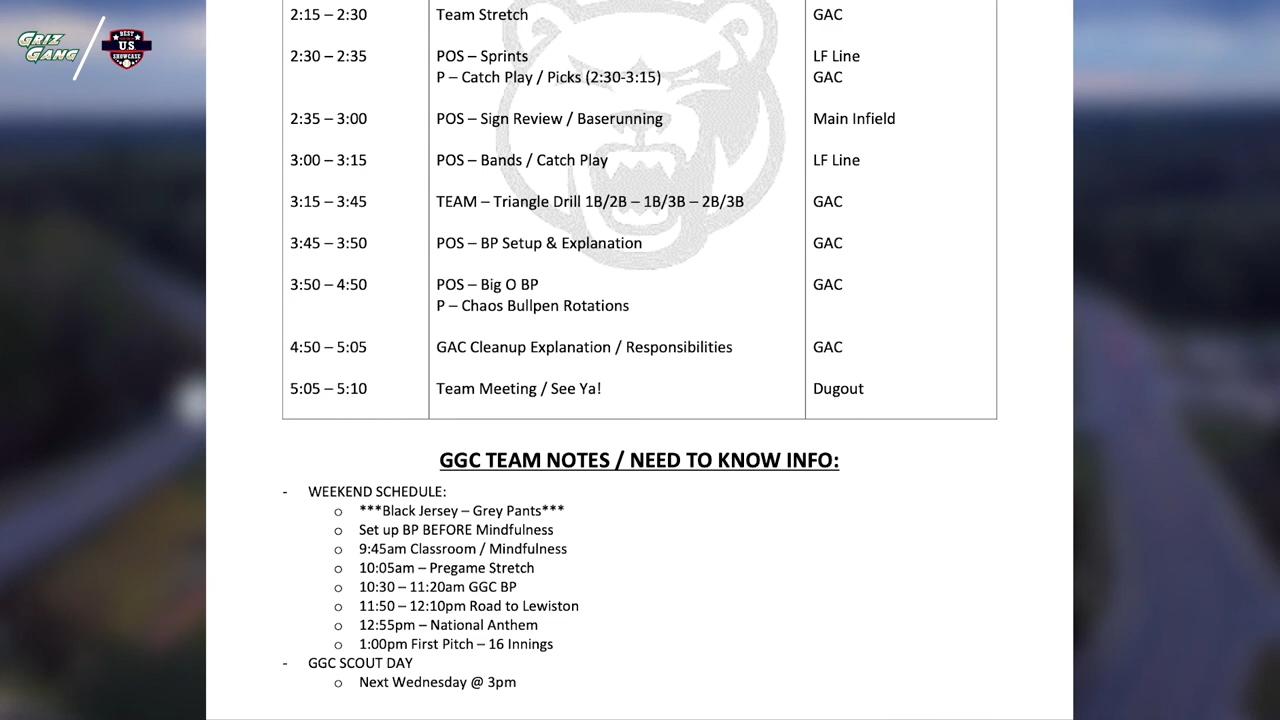 GRIZ GANG
BEST U.S. SHOWCASE
2:15 – 2:30 Team Stretch GAC
2:30 – 2:35 POS – Sprints LF Line
P – Catch Play / Picks (2:30-3:15) GAC
2:35 – 3:00 POS – Sign Review / Baserunning Main Infield
3:00 – 3:15 POS – Bands / Catch Play LF Line
3:15 – 3:45 TEAM – Triangle Drill 1B/2B – 1B/3B – 2B/3B GAC
3:45 – 3:50 POS – BP Setup & Explanation GAC
3:50 – 4:50 POS – Big O BP GAC
P – Chaos Bullpen Rotations
4:50 – 5:05 GAC Cleanup Explanation / Responsibilities GAC
5:05 – 5:10 Team Meeting / See Ya! Dugout
GGC TEAM NOTES / NEED TO KNOW INFO:
- WEEKEND SCHEDULE:
o ***Black Jersey – Grey Pants***
o Set up BP BEFORE Mindfulness
o 9:45am Classroom / Mindfulness
o 10:05am – Pregame Stretch
o 10:30 – 11:20am GGC BP
o 11:50 – 12:10pm Road to Lewiston
o 12:55pm – National Anthem
o 1:00pm First Pitch – 16 Innings
- GGC SCOUT DAY
o Next Wednesday @ 3pm